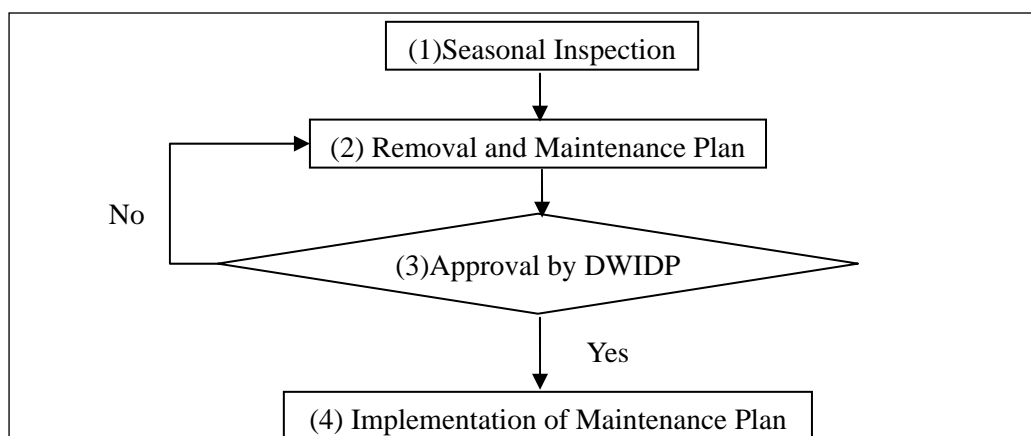 (1)Seasonal Inspection
(2) Removal and Maintenance Plan
No
(3)Approval by DWIDP
Yes
(4) Implementation of Maintenance Plan